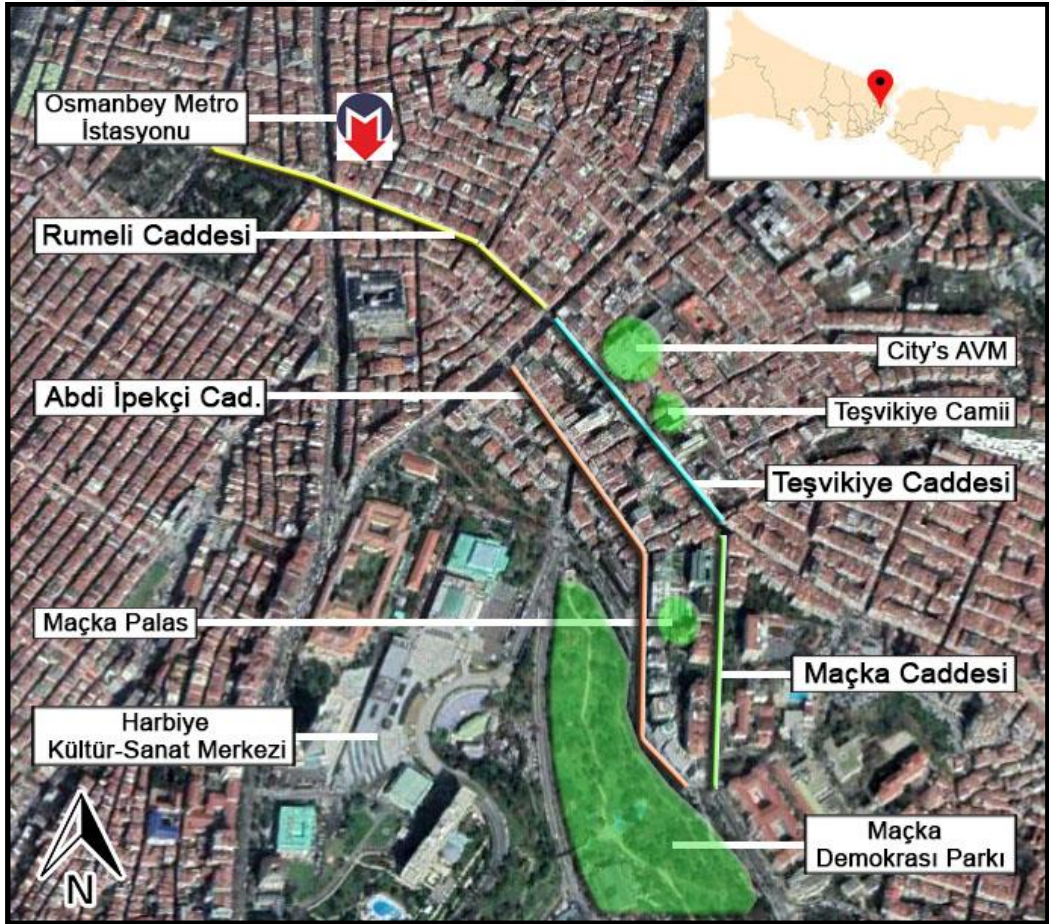 Osmanbey Metro
İstasyonu
Rumeli Caddesi
City's AVM
Abdi İpekçi Cad.
Teşvikiye Camii
Teşvikiye Caddesi
Maçka Palas
Maçka Caddesi
Harbiye
Kültür-Sanat Merkezi
Maçka
Demokrası Parkı
N